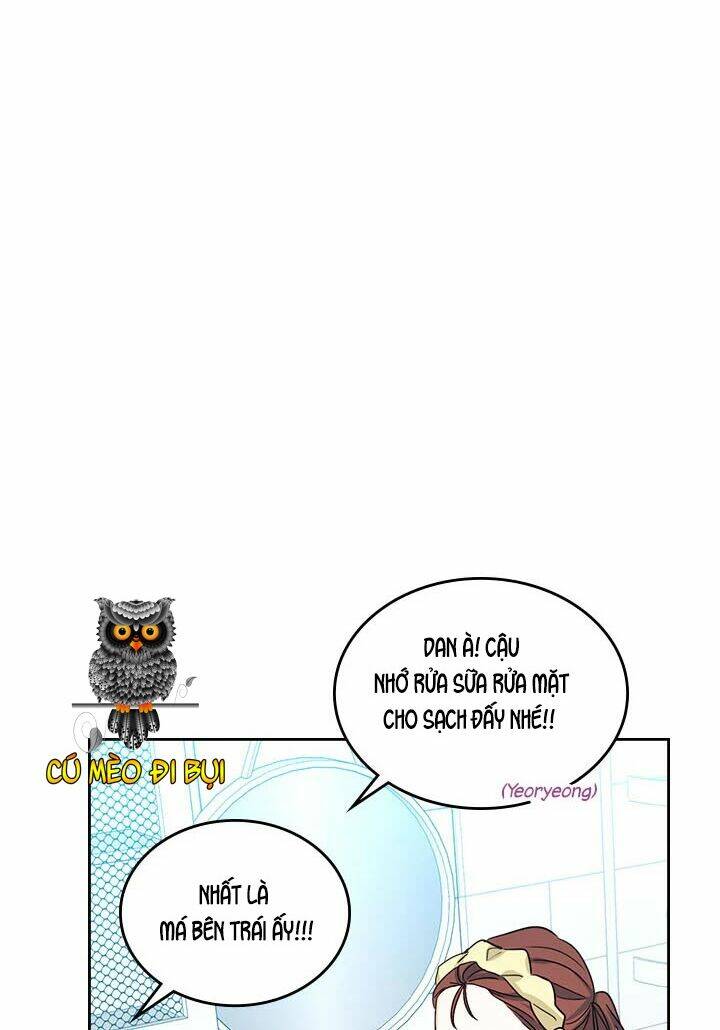 DAN À! CẬU
NHỚ RỬA SỮA RỬA MẶT
CHO SẠCH ĐẤY NHÉ!!
(Yeoryeong)
CÚ MÈO ĐI BỤI
NHẤT LÀ
MÁ BÊN TRÁI ẤY!!!